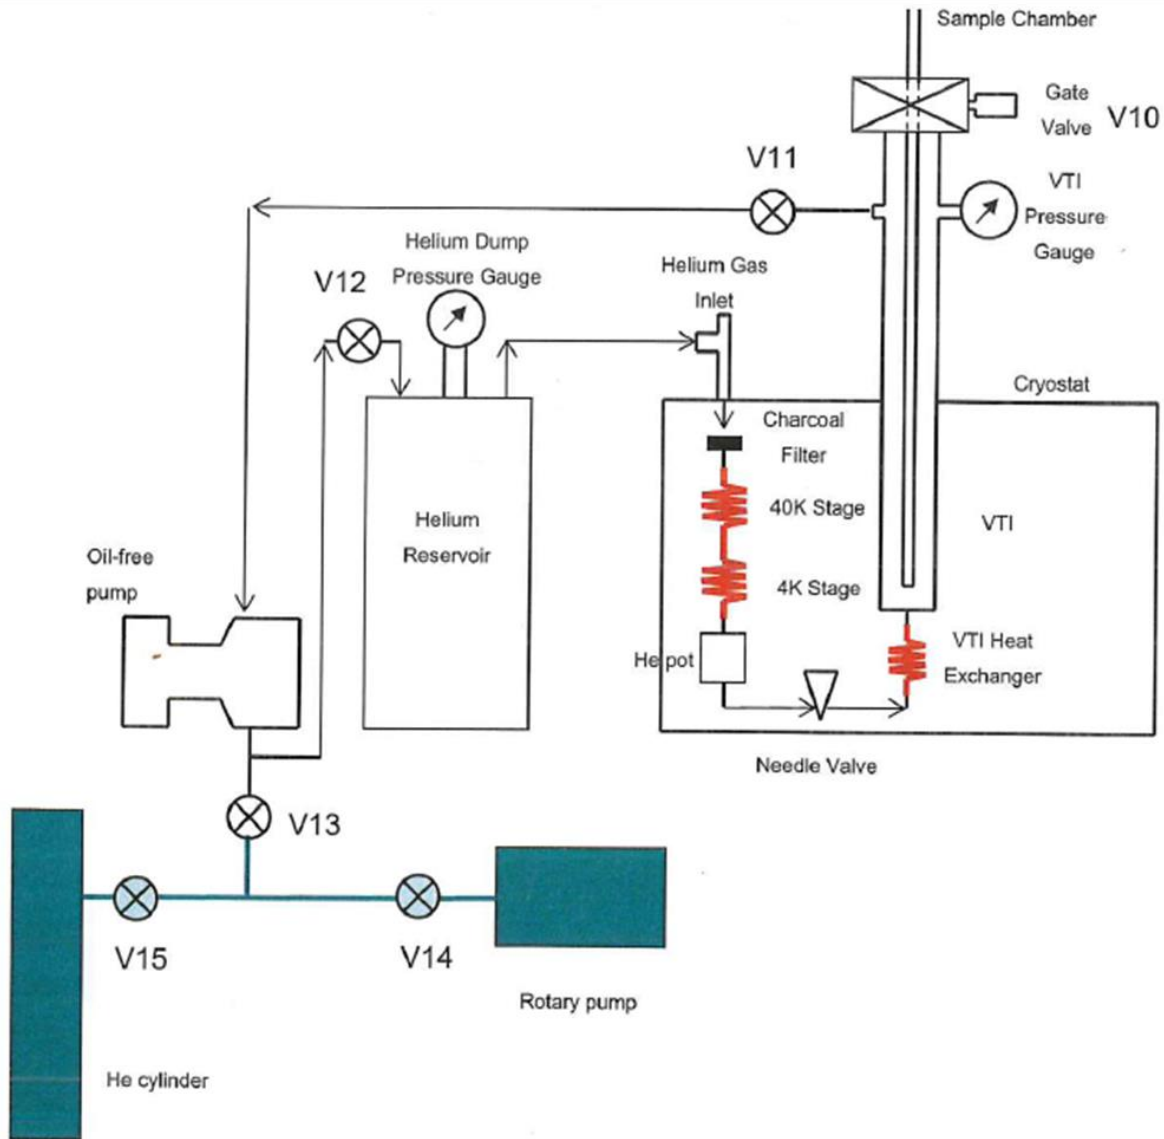 Sample Chamber
Gate
Valve
V10
V11
VTI
Pressure
Gauge
Helium Dump
Pressure Gauge
V12
Helium Gas
Inlet
Cryostat
Charcoal
Filter
40K Stage
4K Stage
VTI
Helium
Reservoir
Oil-free
pump
He pot
VTI Heat
Exchanger
Needle Valve
V13
V15
V14
Rotary pump
He cylinder